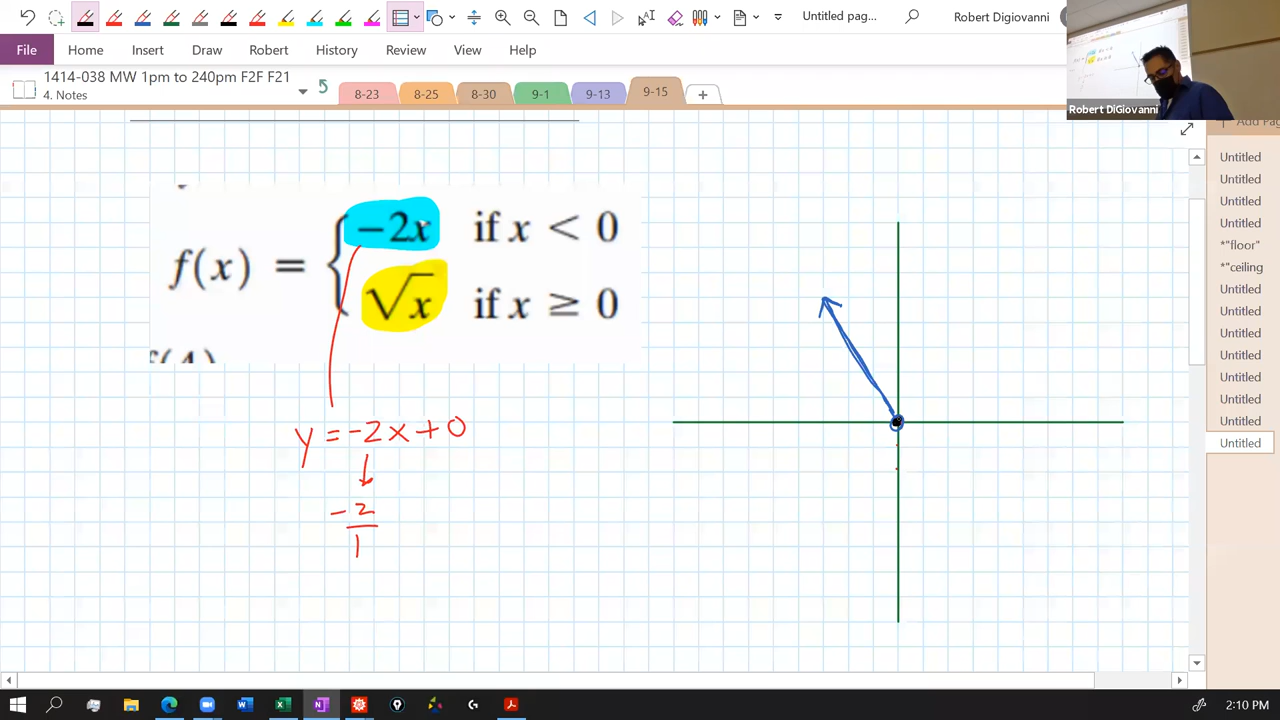 Untitled pag...
Robert Digiovanni
File
Home
Insert
Draw
Robert
History
Review
View
Help
Robert DiGiovanni
1414-038 MW 1pm to 240pm F2F F21
4. Notes
8-23
8-25
8-30
9-1
9-13
9-15
Add Pag
Untitled
Untitled
Untitled
Untitled
*"floor"
*"ceiling
Untitled
Untitled
Untitled
Untitled
Untitled
Untitled
Untitled
Untitled
−2x if x < 0
f(x) = {
√x if x ≥ 0
f(4)
y = -2x + 0
-2
1
2:10 PM